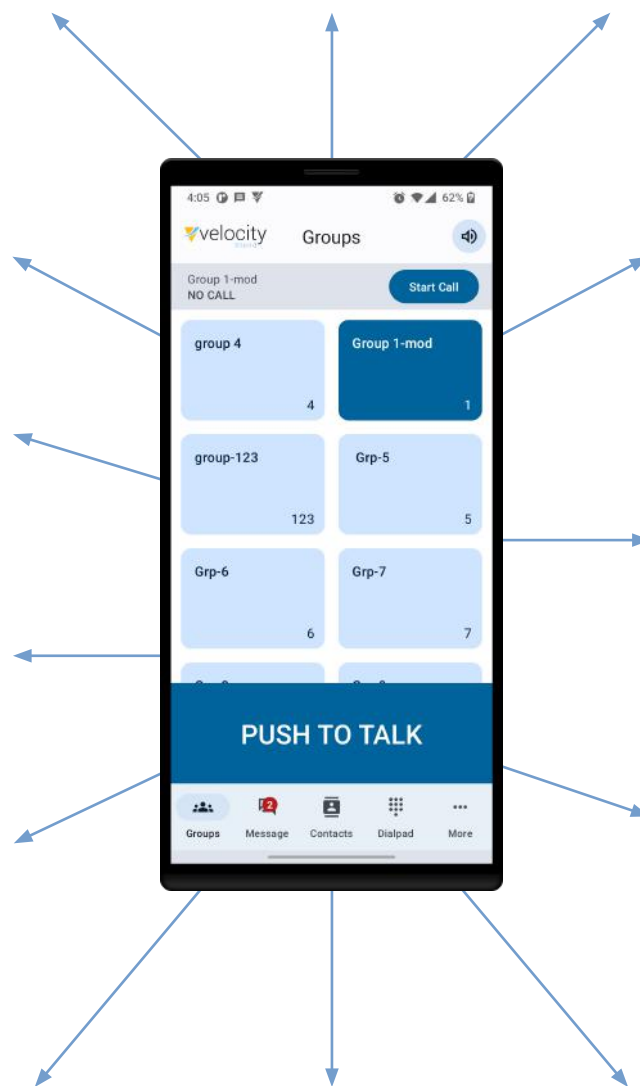 4:05 62%
velocity Groups
Group 1-mod
NO CALL
Start Call
group 4
4
Group 1-mod
1
group-123
123
Grp-5
5
Grp-6
6
Grp-7
7
PUSH TO TALK
2
Groups Message Contacts Dialpad More